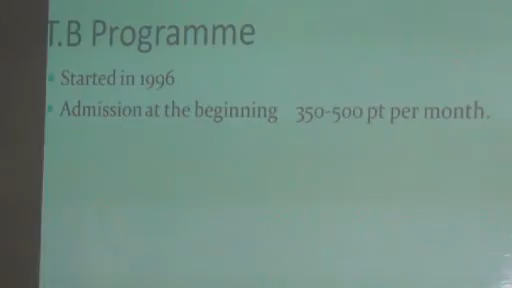 T.B Programme
Started in 1996
Admission at the beginning 350-500 pt per month.